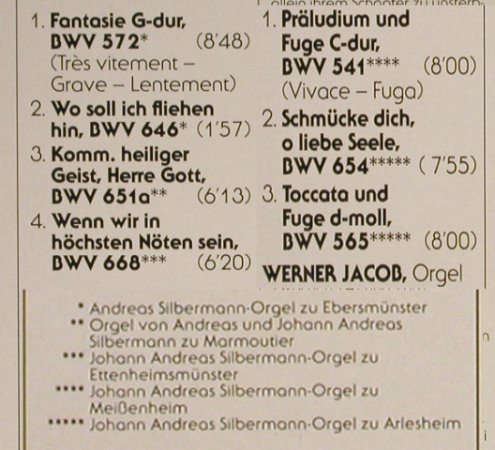 allein ihrem Schöpfer zu unstern
1. Fantasie G-dur,
BWV 572* (8'48)
(Très vitement –
Grave – Lentement)
2. Wo soll ich fliehen
hin, BWV 646* (1'57)
3. Komm. heiliger
Geist, Herre Gott,
BWV 651a** (6'13)
4. Wenn wir in
höchsten Nöten sein,
BWV 668*** (6'20)
1. Präludium und
Fuge C-dur,
BWV 541**** (8'00)
(Vivace – Fuga)
2. Schmücke dich,
o liebe Seele,
BWV 654***** ( 7'55)
3. Toccata und
Fuge d-moll,
BWV 565***** (8'00)
WERNER JACOB, Orgel
* Andreas Silbermann-Orgel zu Ebersmünster
** Orgel von Andreas und Johann Andreas
Silbermann zu Marmoutier
*** Johann Andreas Silbermann-Orgel zu
Ettenheimsmünster
**** Johann Andreas Silbermann-Orgel zu
Meißenheim
***** Johann Andreas Silbermann-Orgel zu Arlesheim